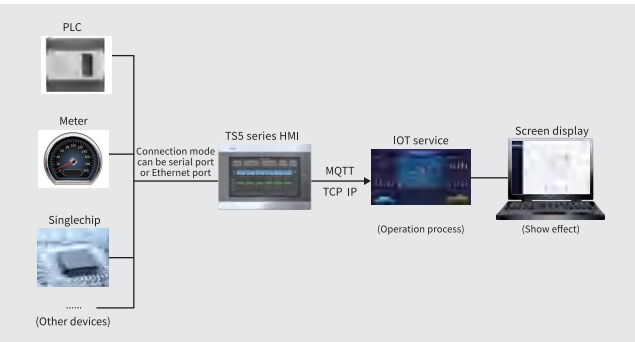 PLC
Meter
Singlechip
......
(Other devices)
Connection mode
can be serial port
or Ethernet port
TS5 series HMI
MQTT
TCP IP
IOT service
(Operation process)
Screen display
(Show effect)